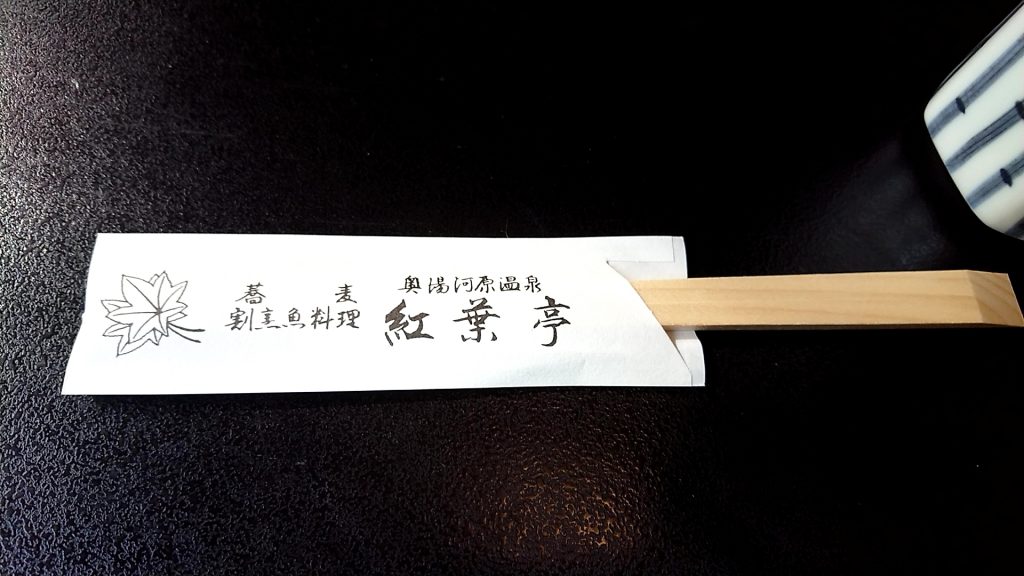 蕎麦
割烹魚料理
奥湯河原温泉
紅葉亭